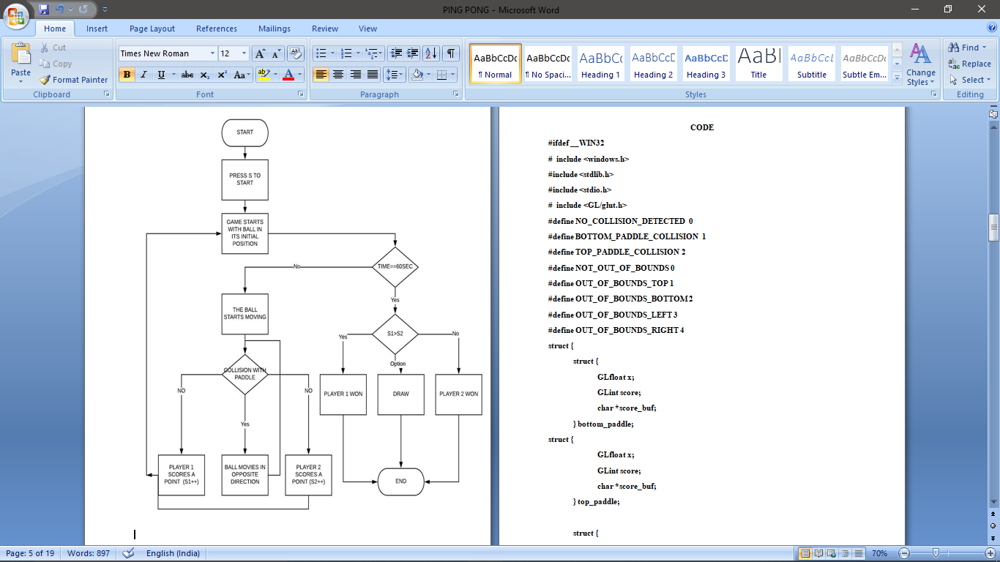 PING PONG - Microsoft Word
Home Insert Page Layout References Mailings Review View
Paste
Cut
Copy
Format Painter
Clipboard
Times New Roman 12
B I U abc x₂ x² Aa ab A
Font
Paragraph
AaBbCcDc AaBbCcDc AaBbC AaBbCcD AaBbCcD AaBl AaBbCcL AaBbCcDc
¶ Normal ¶ No Spaci... Heading 1 Heading 2 Heading 3 Title Subtitle Subtle Em...
Change
Styles
Styles
Find
Replace
Select
Editing
START
PRESS S TO
START
GAME STARTS
WITH BALL IN
ITS INITIAL
POSITION
TIME==60SEC
No
Yes
THE BALL
STARTS MOVING
S1>S2
Yes
No
Option
COLLISION WITH
PADDLE
NO
NO
Yes
PLAYER 1 WON
DRAW
PLAYER 2 WON
PLAYER 1
SCORES A
POINT (S1++)
BALL MOVIES IN
OPPOSITE
DIRECTION
PLAYER 2
SCORES A
POINT (S2++)
END
CODE
#ifdef __WIN32
# include <windows.h>
#include <stdlib.h>
#include <stdio.h>
# include <GL/glut.h>
#define NO_COLLISION_DETECTED 0
#define BOTTOM_PADDLE_COLLISION 1
#define TOP_PADDLE_COLLISION 2
#define NOT_OUT_OF_BOUNDS 0
#define OUT_OF_BOUNDS_TOP 1
#define OUT_OF_BOUNDS_BOTTOM 2
#define OUT_OF_BOUNDS_LEFT 3
#define OUT_OF_BOUNDS_RIGHT 4
struct {
struct {
GLfloat x;
GLint score;
char *score_buf;
} bottom_paddle;
struct {
GLfloat x;
GLint score;
char *score_buf;
} top_paddle;
struct {
Page: 5 of 19 Words: 897 English (India) 70%